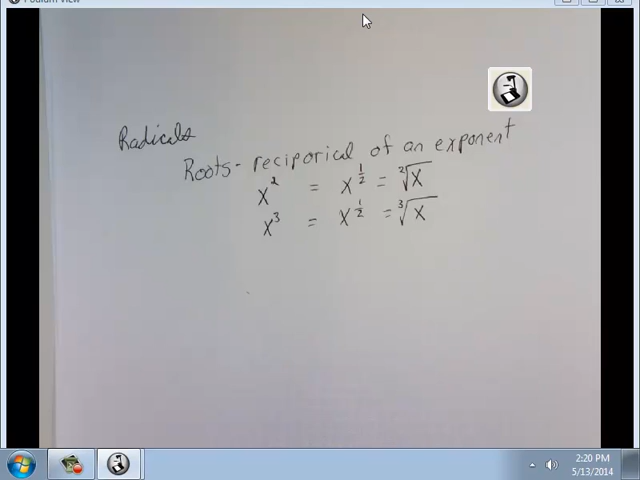 Podium View
Radicals
Roots - reciporical of an exponent
x² = x^{1/2} = ²√x
x³ = x^{1/2} = ³√x
2:20 PM
5/13/2014